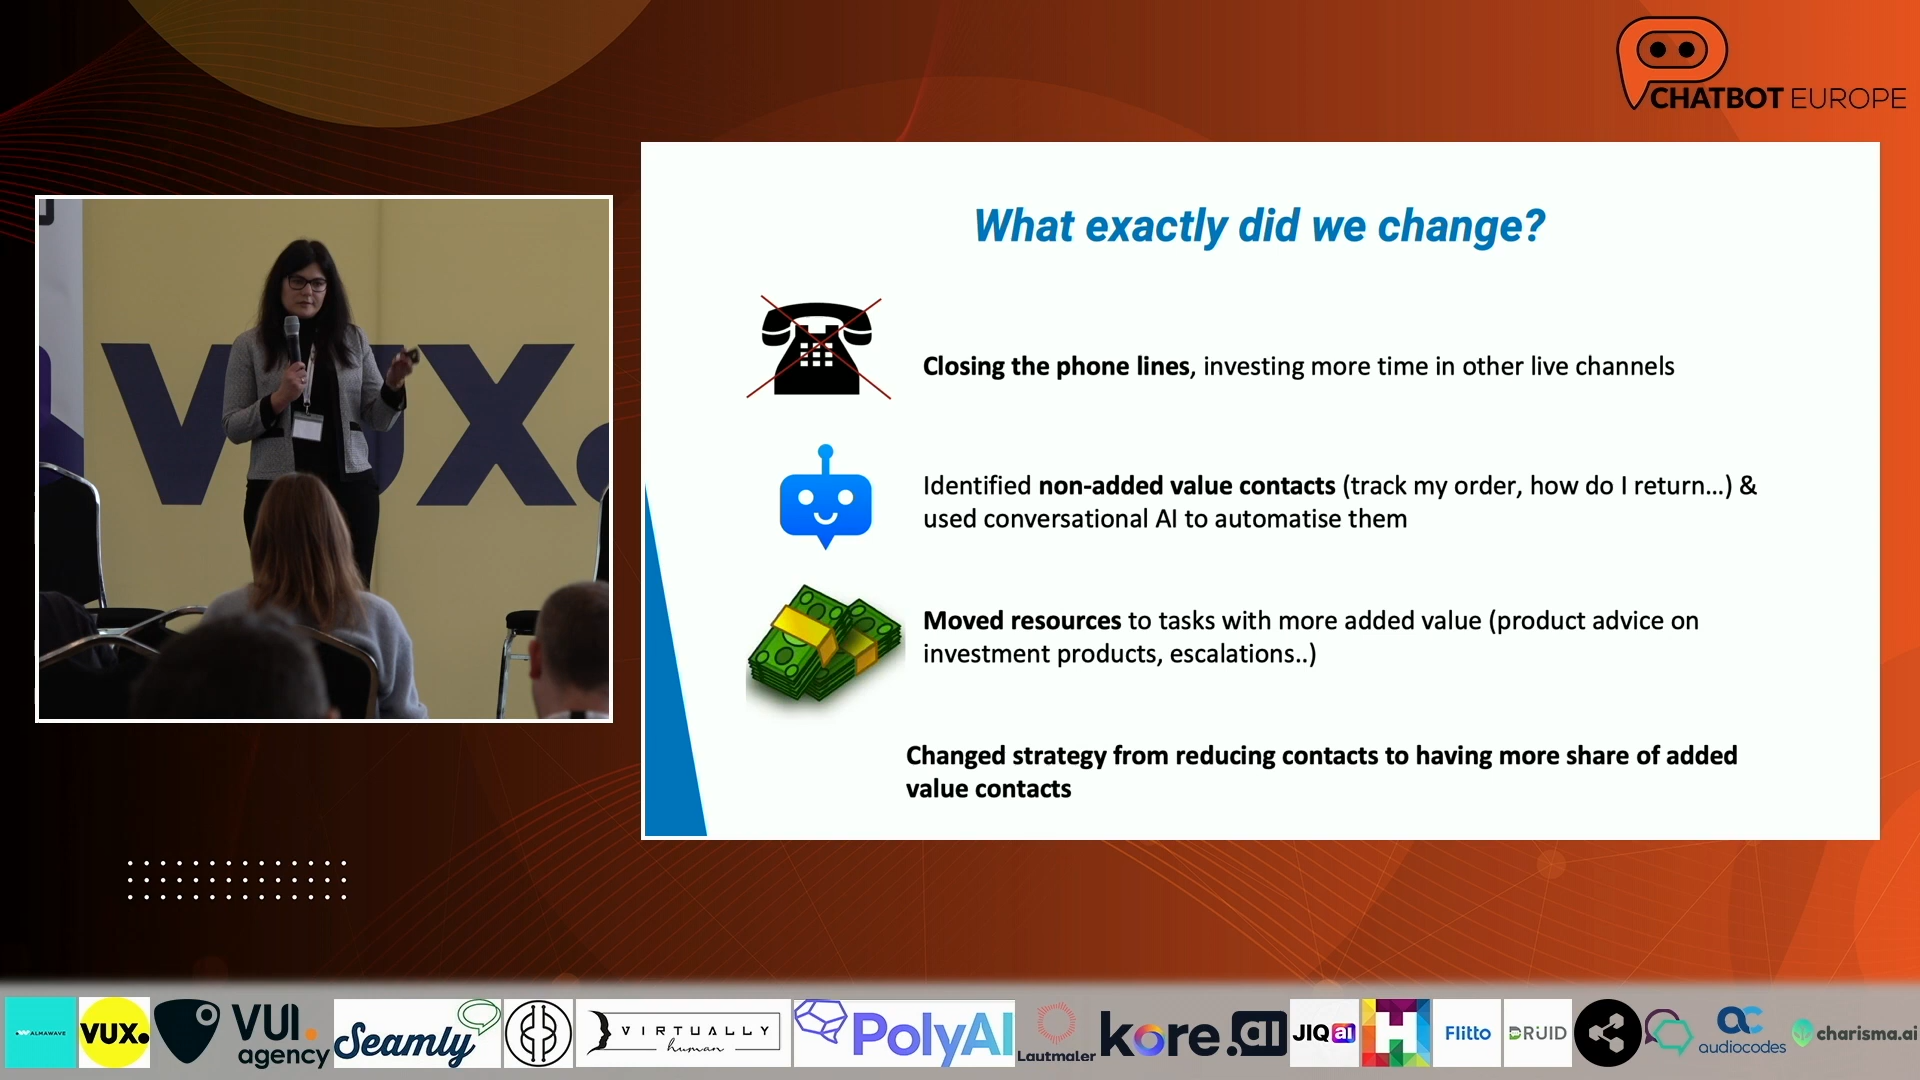 CHATBOT EUROPE
VUX.
What exactly did we change?
Closing the phone lines, investing more time in other live channels
Identified non-added value contacts (track my order, how do I return...) &
used conversational AI to automatise them
Moved resources to tasks with more added value (product advice on
investment products, escalations..)
Changed strategy from reducing contacts to having more share of added
value contacts
ALMAWAVE
VUX.
VUI.
agency
Seamly
VIRTUALLY
human
PolyAI
Lautmaler
kore.ai
JIQ ai
H
Flitto
DRUID
ac
audiocodes
charisma.ai